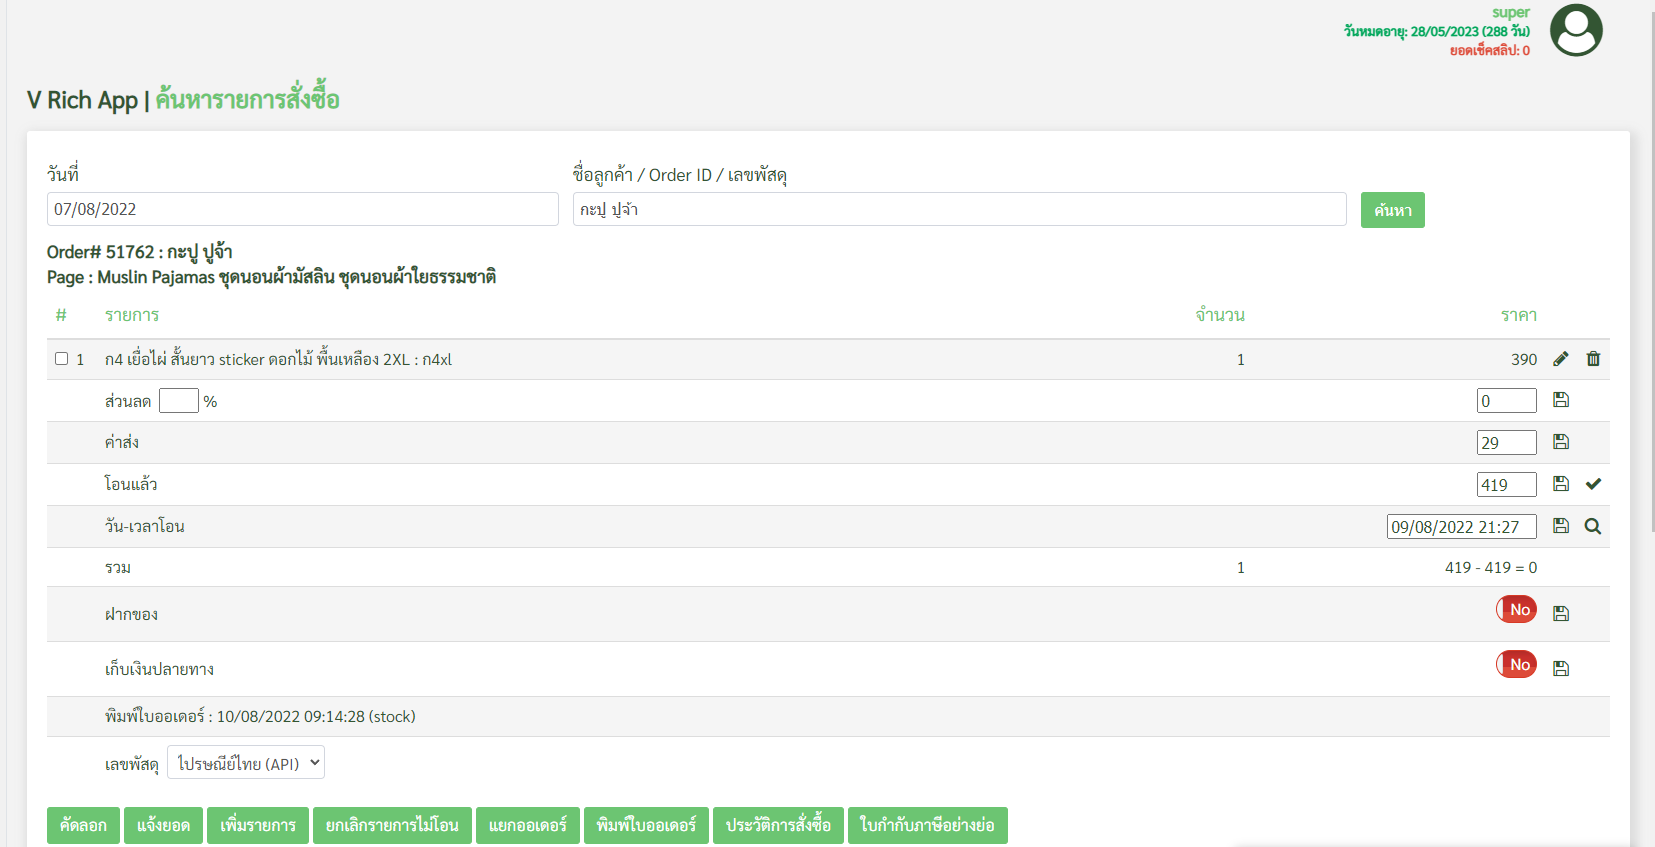 super
วันหมดอายุ: 28/05/2023 (288 วัน)
ยอดเช็คสลิป: 0
V Rich App | ค้นหารายการสั่งซื้อ
วันที่
ชื่อลูกค้า / Order ID / เลขพัสดุ
07/08/2022
กะปู ปูจ๋า
ค้นหา
Order# 51762 : กะปู ปูจ๋า
Page : Muslin Pajamas ชุดนอนผ้ามัสลิน ชุดนอนผ้าใยธรรมชาติ
# รายการ จำนวน ราคา
1 ก4 เยื่อไผ่ สั้นยาว sticker ดอกไม้ พื้นเหลือง 2XL : ก4xl 1 390
ส่วนลด % 0
ค่าส่ง 29
โอนแล้ว 419
วัน-เวลาโอน 09/08/2022 21:27
รวม 1 419 - 419 = 0
ฝากของ No
เก็บเงินปลายทาง No
พิมพ์ใบออเดอร์ : 10/08/2022 09:14:28 (stock)
เลขพัสดุ ไปรษณีย์ไทย (API)
คัดลอก แจ้งยอด เพิ่มรายการ ยกเลิกรายการไม่โอน แยกออเดอร์ พิมพ์ใบออเดอร์ ประวัติการสั่งซื้อ ใบกำกับภาษีอย่างย่อ